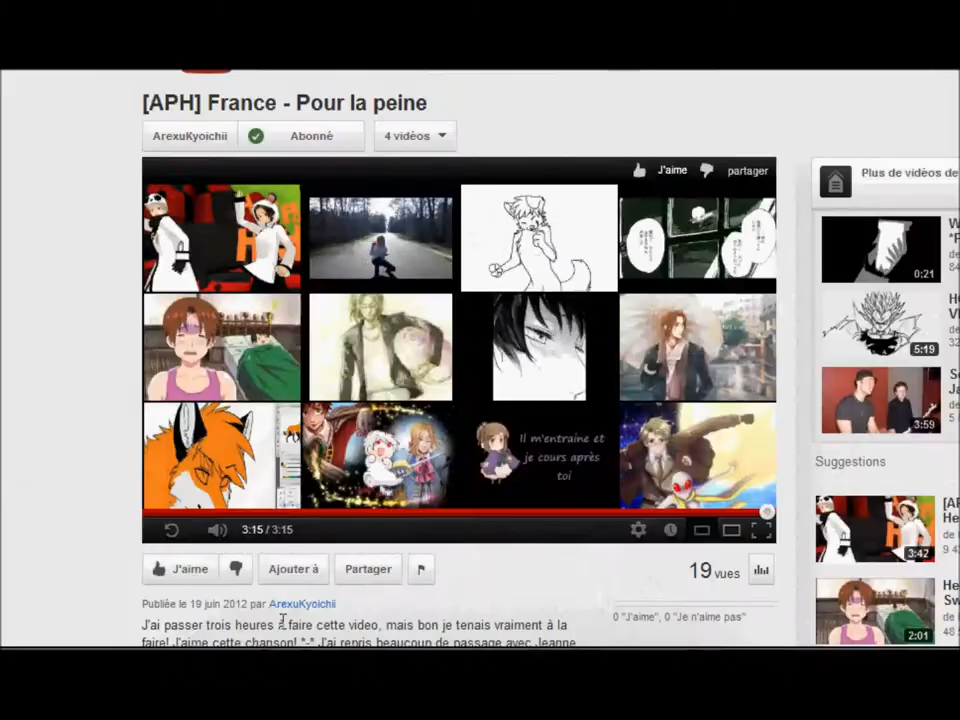 [APH] France - Pour la peine
ArexuKyoichii
Abonné
4 vidéos
J'aime
partager
Plus de vidéos de
0:21
5:19
3:59
Il m'entraine et
je cours après
toi
Suggestions
3:15 / 3:15
3:42
2:01
J'aime
Ajouter à
Partager
19 vues
Publiée le 19 juin 2012 par ArexuKyoichii
0 "J'aime", 0 "Je n'aime pas"
J'ai passer trois heures à faire cette video, mais bon je tenais vraiment à la
faire! J'aime cette chanson! *-* J'ai repris beaucoup de passage avec Jeanne